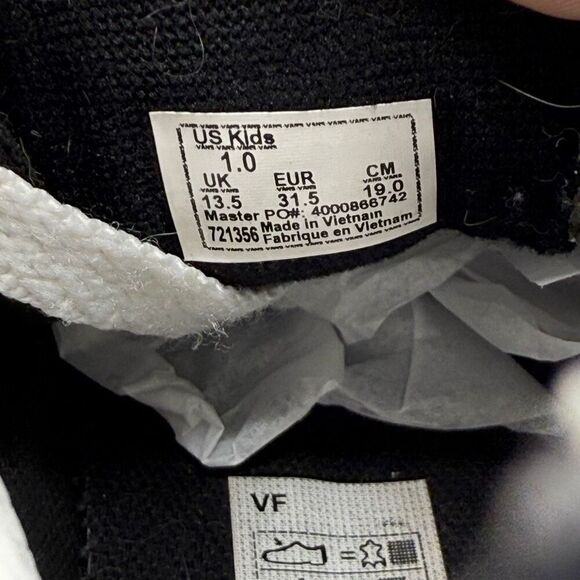 US Kids
1.0
UK EUR CM
13.5 31.5 19.0
Master PO#: 4000866742
721356 Made in Vietnam
Fabrique en Vietnam
VF
=